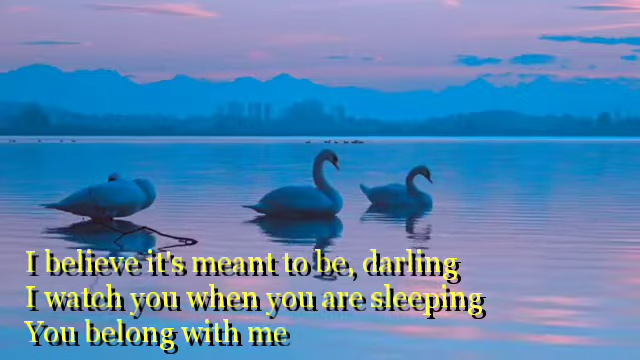 I believe it's meant to be, darling
I watch you when you are sleeping
You belong with me